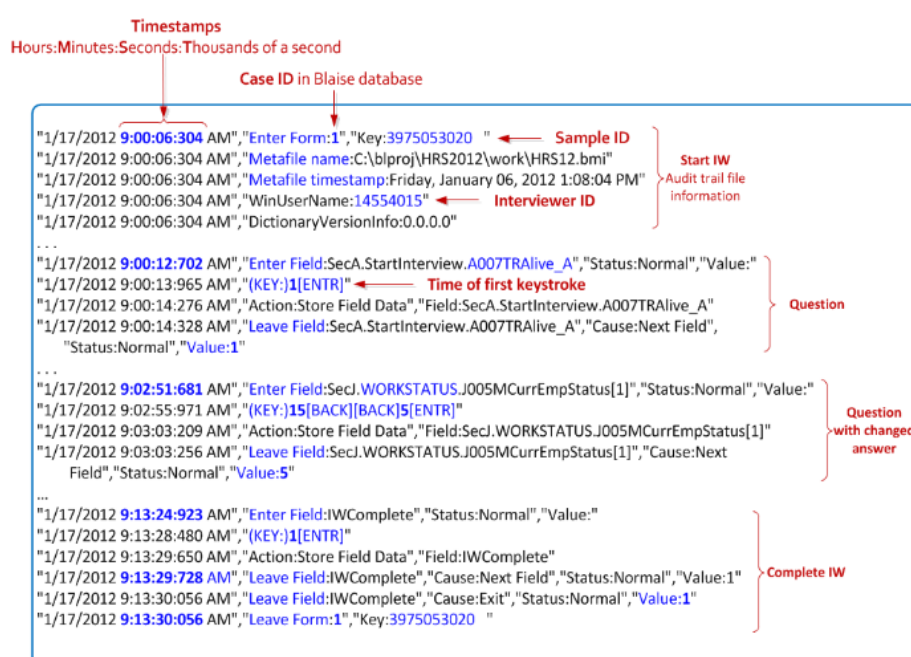 Timestamps
Hours:Minutes:Seconds:Thousands of a second
Case ID in Blaise database
"1/17/2012 9:00:06:304 AM","Enter Form:1","Key:3975053020   "
Sample ID
"1/17/2012 9:00:06:304 AM","Metafile name:C:\blproj\HRS2012\work\HRS12.bmi"
"1/17/2012 9:00:06:304 AM","Metafile timestamp:Friday, January 06, 2012 1:08:04 PM"
"1/17/2012 9:00:06:304 AM","WinUserName:14554015"
Interviewer ID
"1/17/2012 9:00:06:304 AM","DictionaryVersionInfo:0.0.0.0"
Start IW
Audit trail file
information
. . .
"1/17/2012 9:00:12:702 AM","Enter Field:SecA.StartInterview.A007TRAlive_A","Status:Normal","Value:"
"1/17/2012 9:00:13:965 AM","(KEY:)1[ENTR]"
Time of first keystroke
"1/17/2012 9:00:14:276 AM","Action:Store Field Data","Field:SecA.StartInterview.A007TRAlive_A"
"1/17/2012 9:00:14:328 AM","Leave Field:SecA.StartInterview.A007TRAlive_A","Cause:Next Field",
"Status:Normal","Value:1"
Question
. . .
"1/17/2012 9:02:51:681 AM","Enter Field:SecJ.WORKSTATUS.J005MCurrEmpStatus[1]","Status:Normal","Value:"
"1/17/2012 9:02:55:971 AM","(KEY:)15[BACK][BACK]5[ENTR]"
"1/17/2012 9:03:03:209 AM","Action:Store Field Data","Field:SecJ.WORKSTATUS.J005MCurrEmpStatus[1]"
"1/17/2012 9:03:03:256 AM","Leave Field:SecJ.WORKSTATUS.J005MCurrEmpStatus[1]","Cause:Next
Field","Status:Normal","Value:5"
Question
with changed
answer
...
"1/17/2012 9:13:24:923 AM","Enter Field:IWComplete","Status:Normal","Value:"
"1/17/2012 9:13:28:480 AM","(KEY:)1[ENTR]"
"1/17/2012 9:13:29:650 AM","Action:Store Field Data","Field:IWComplete"
"1/17/2012 9:13:29:728 AM","Leave Field:IWComplete","Cause:Next Field","Status:Normal","Value:1"
"1/17/2012 9:13:30:056 AM","Leave Field:IWComplete","Cause:Exit","Status:Normal","Value:1"
"1/17/2012 9:13:30:056 AM","Leave Form:1","Key:3975053020   "
Complete IW